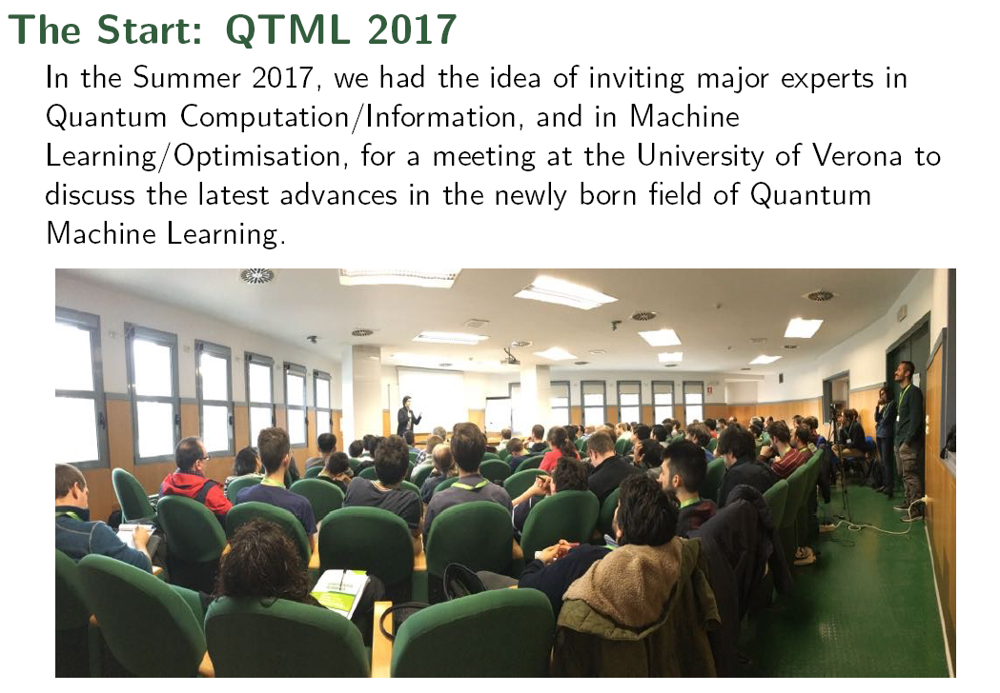 The Start: QTML 2017
In the Summer 2017, we had the idea of inviting major experts in
Quantum Computation/Information, and in Machine
Learning/Optimisation, for a meeting at the University of Verona to
discuss the latest advances in the newly born field of Quantum
Machine Learning.